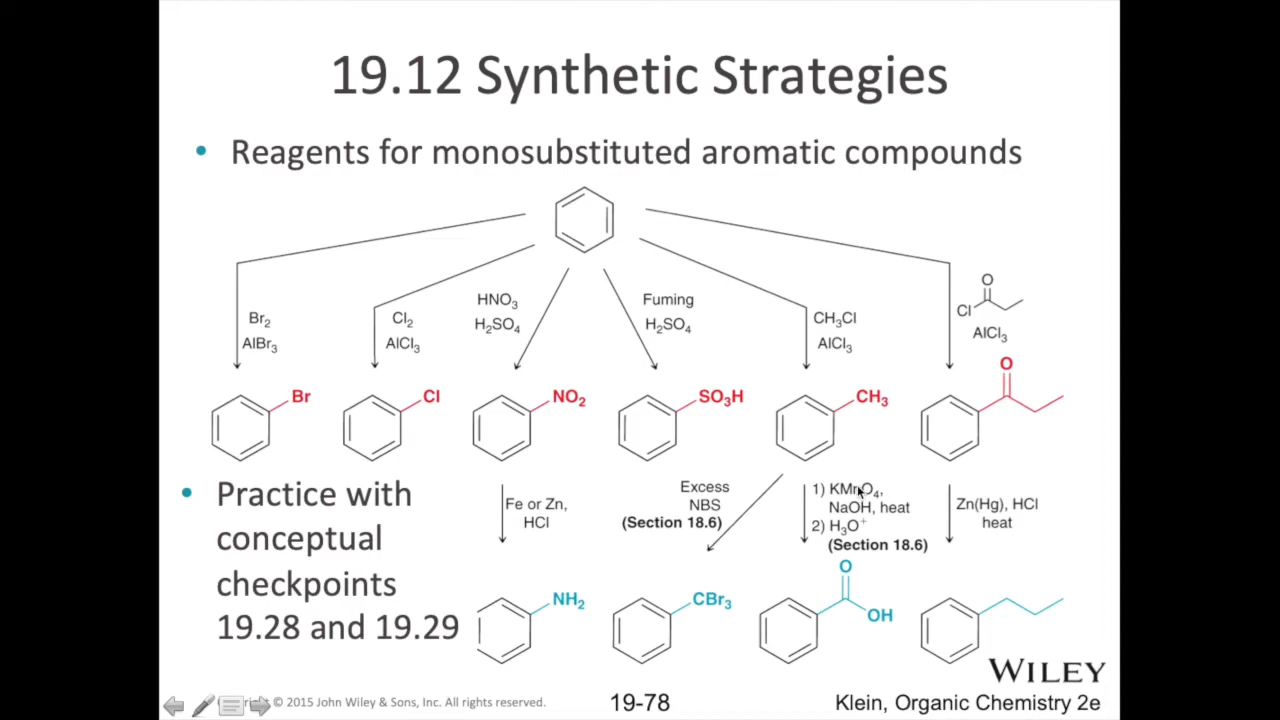 19.12 Synthetic Strategies
• Reagents for monosubstituted aromatic compounds
Br₂
AlBr₃
Cl₂
AlCl₃
HNO₃
H₂SO₄
Fuming
H₂SO₄
CH₃Cl
AlCl₃
O
Cl
AlCl₃
Br
Cl
NO₂
SO₃H
CH₃
O
• Practice with
conceptual
checkpoints
19.28 and 19.29
Fe or Zn,
HCl
Excess
NBS
(Section 18.6)
1) KMnO₄,
NaOH, heat
2) H₃O⁺
(Section 18.6)
Zn(Hg), HCl
heat
NH₂
CBr₃
O
OH
WILEY
© 2015 John Wiley & Sons, Inc. All rights reserved.
19-78
Klein, Organic Chemistry 2e